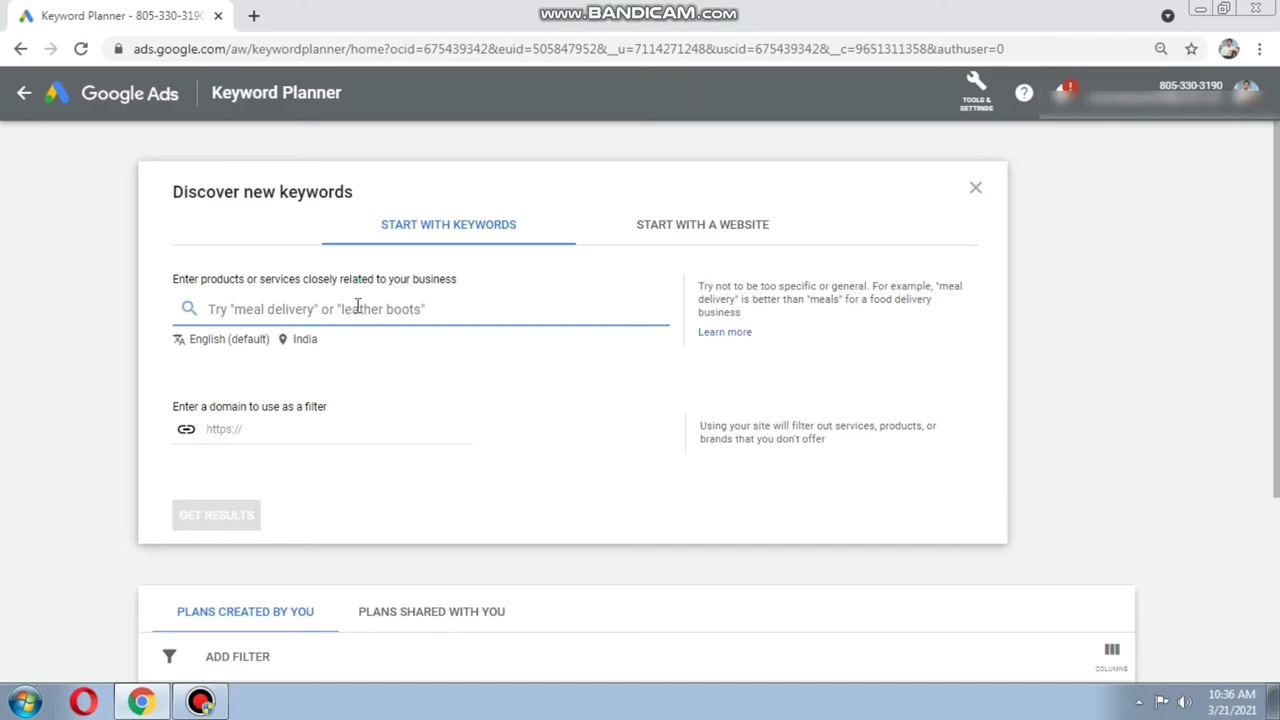 Keyword Planner - 805-330-3190
www.BANDICAM.com
ads.google.com/aw/keywordplanner/home?ocid=675439342&euid=5058847952&__u=7114271248&uscid=675439342&__c=9651311358&authuser=0
Google Ads
Keyword Planner
TOOLS &
SETTINGS
805-330-3190
Discover new keywords
START WITH KEYWORDS
START WITH A WEBSITE
Enter products or services closely related to your business
Try "meal delivery" or "leather boots"
English (default)
India
Try not to be too specific or general. For example, "meal
delivery" is better than "meals" for a food delivery
business
Learn more
Enter a domain to use as a filter
https://
Using your site will filter out services, products, or
brands that you don't offer
GET RESULTS
PLANS CREATED BY YOU
PLANS SHARED WITH YOU
ADD FILTER
COLUMNS
10:36 AM
3/21/2021